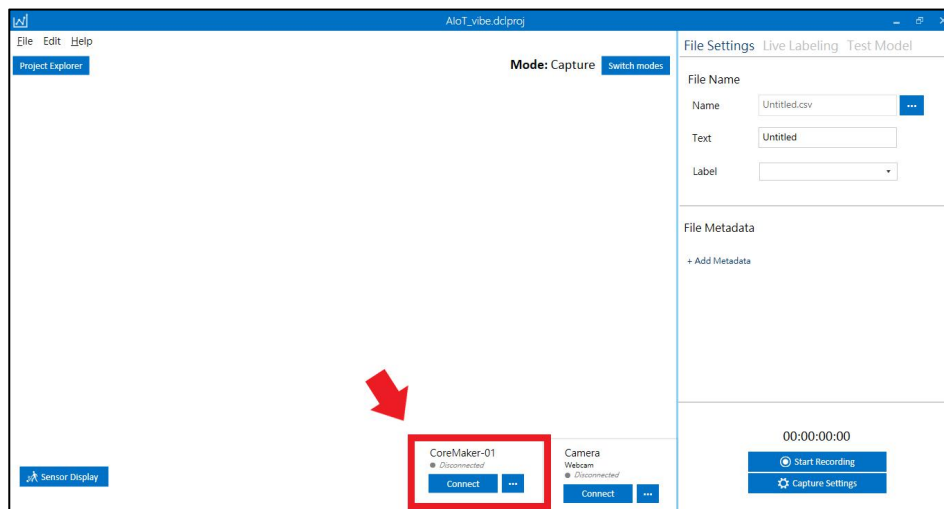 AIoT_vibe.dclproj
File Edit Help
Project Explorer
Mode: Capture
Switch modes
File Settings Live Labeling Test Model
File Name
Name
Untitled.csv
...
Text
Untitled
Label
File Metadata
+ Add Metadata
CoreMaker-01
Disconnected
Connect
...
Camera
Webcam
Disconnected
Connect
...
Sensor Display
00:00:00:00
Start Recording
Capture Settings